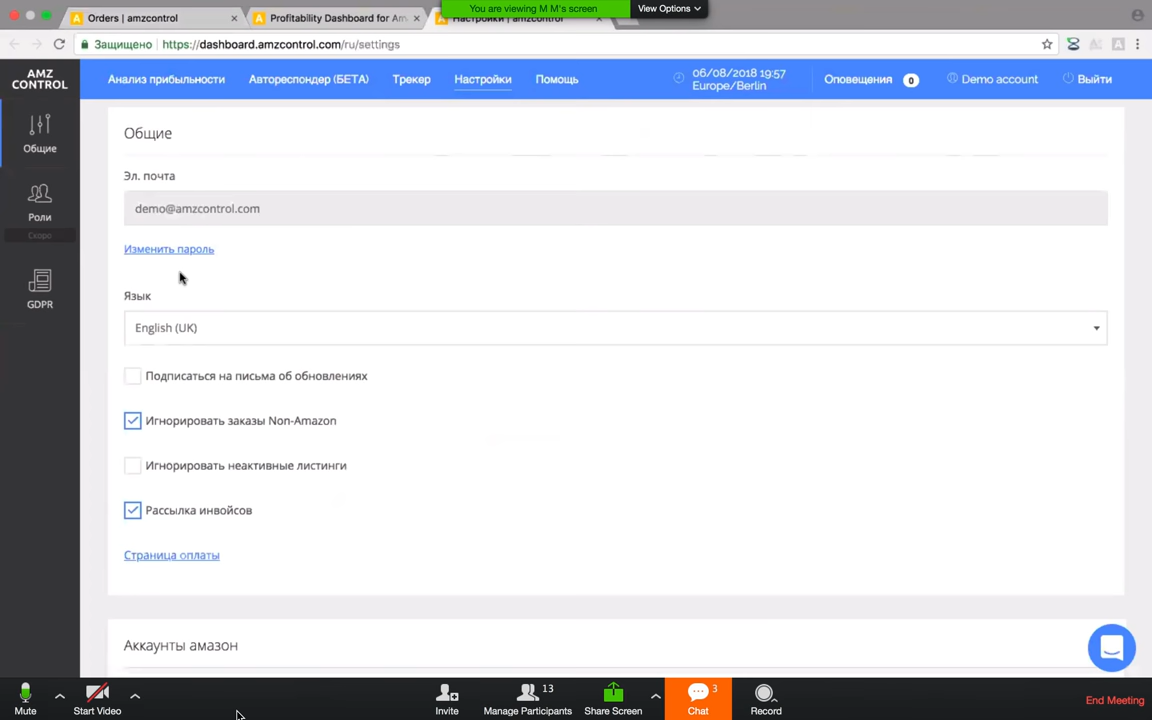 You are viewing M M's screen
View Options
Orders | amzcontrol
Profitability Dashboard for Am
Настройки | amzcontrol
Защищено
https://dashboard.amzcontrol.com/ru/settings
AMZ
CONTROL
Анализ прибыльности
Автореспондер (БЕТА)
Трекер
Настройки
Помощь
06/08/2018 19:57
Europe/Berlin
Оповещения
0
Demo account
Выйти
Общие
Роли
Скоро
GDPR
Общие
Эл. почта
demo@amzcontrol.com
Изменить пароль
Язык
English (UK)
Подписаться на письма об обновлениях
Игнорировать заказы Non-Amazon
Игнорировать неактивные листинги
Рассылка инвойсов
Страница оплаты
Аккаунты амазон
Mute
Start Video
Invite
13
Manage Participants
Share Screen
3
Chat
Record
End Meeting